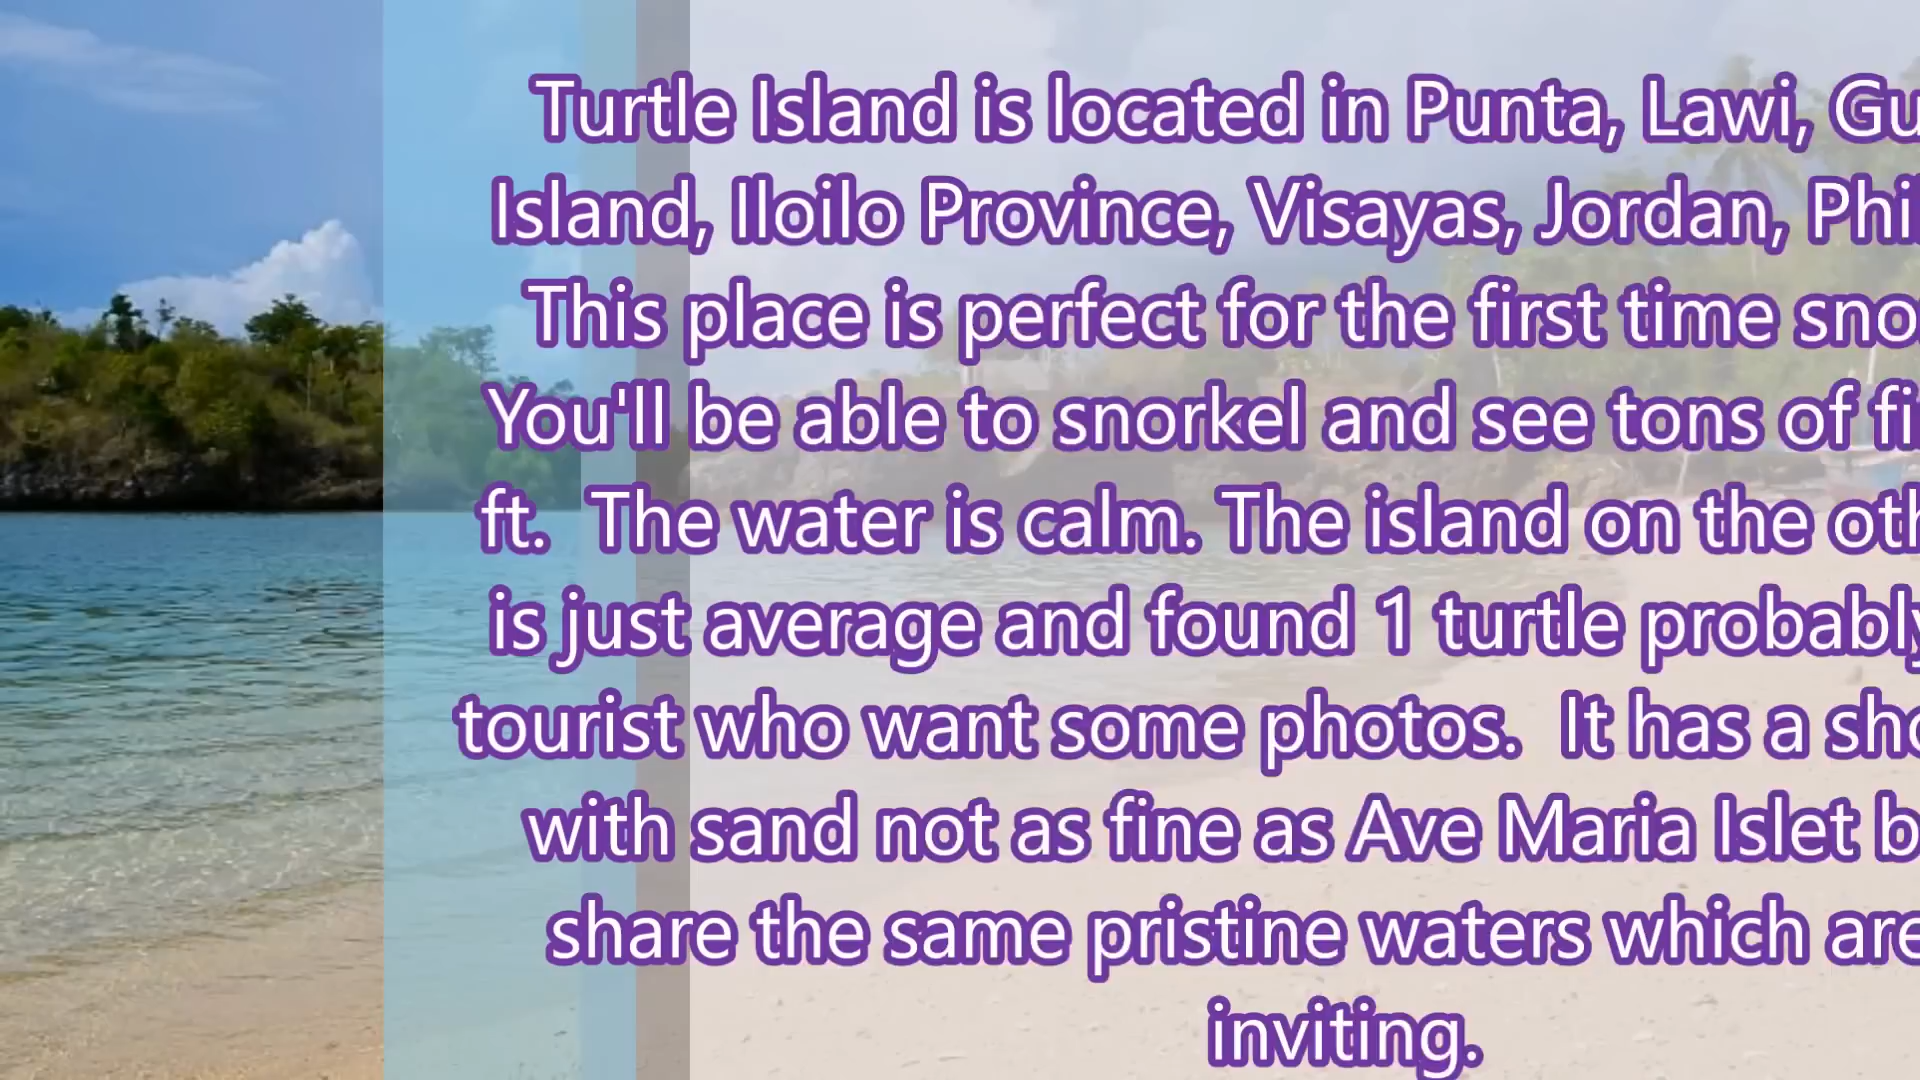 Turtle Island is located in Punta, Lawi, Gu
Island, Iloilo Province, Visayas, Jordan, Phi
This place is perfect for the first time sno
You'll be able to snorkel and see tons of fi
ft.  The water is calm. The island on the oth
is just average and found 1 turtle probably
tourist who want some photos.  It has a sho
with sand not as fine as Ave Maria Islet b
share the same pristine waters which are
inviting.